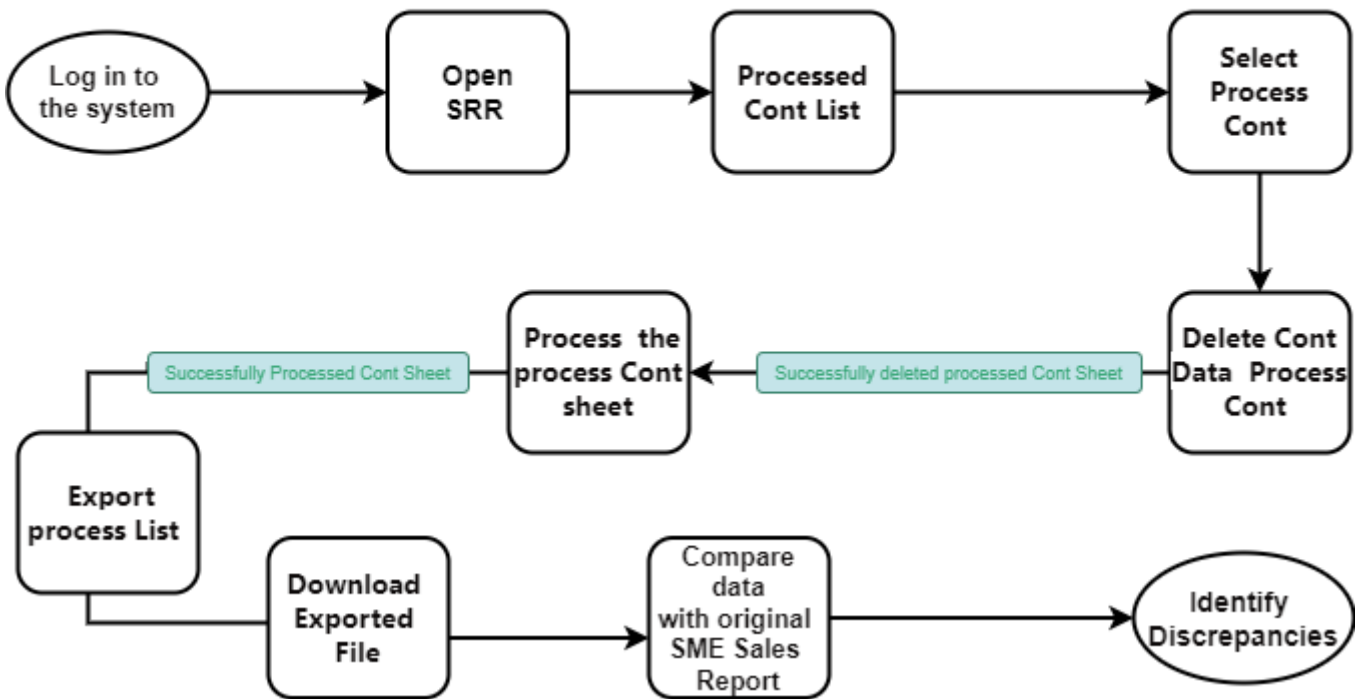 Log in to
the system
Open
SRR
Processed
Cont List
Select
Process
Cont
Delete Cont
Data Process
Cont
Successfully deleted processed Cont Sheet
Process the
process Cont
sheet
Successfully Processed Cont Sheet
Export
process List
Download
Exported
File
Compare
data
with original
SME Sales
Report
Identify
Discrepancies